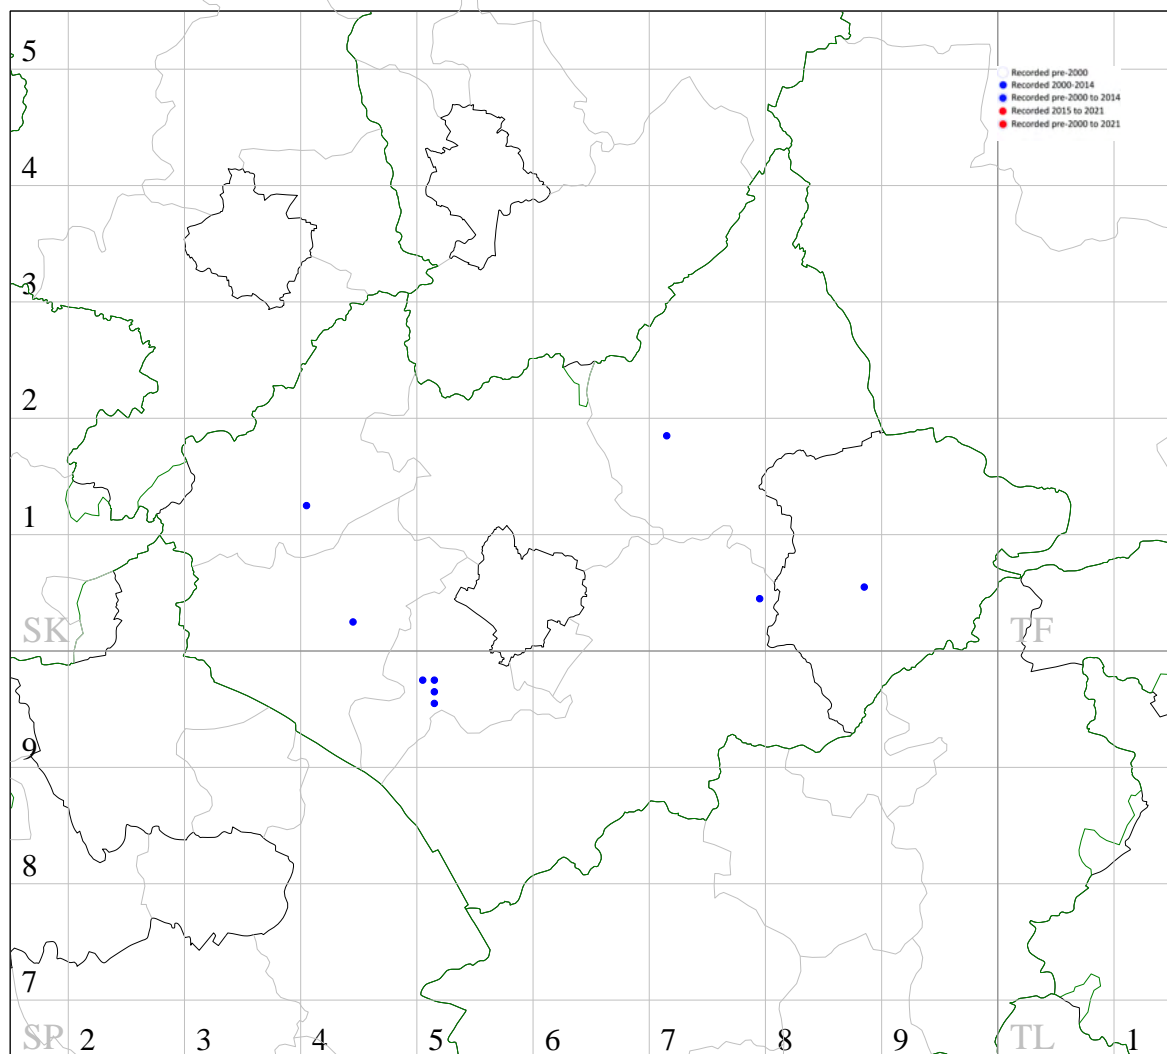 5
Recorded pre-2000
Recorded 2000-2014
Recorded pre-2000 to 2014
Recorded 2015 to 2021
Recorded pre-2000 to 2021
4
3
2
1
SK TF
9
8
7
SP 2 3 4 5 6 7 8 9 TL 1